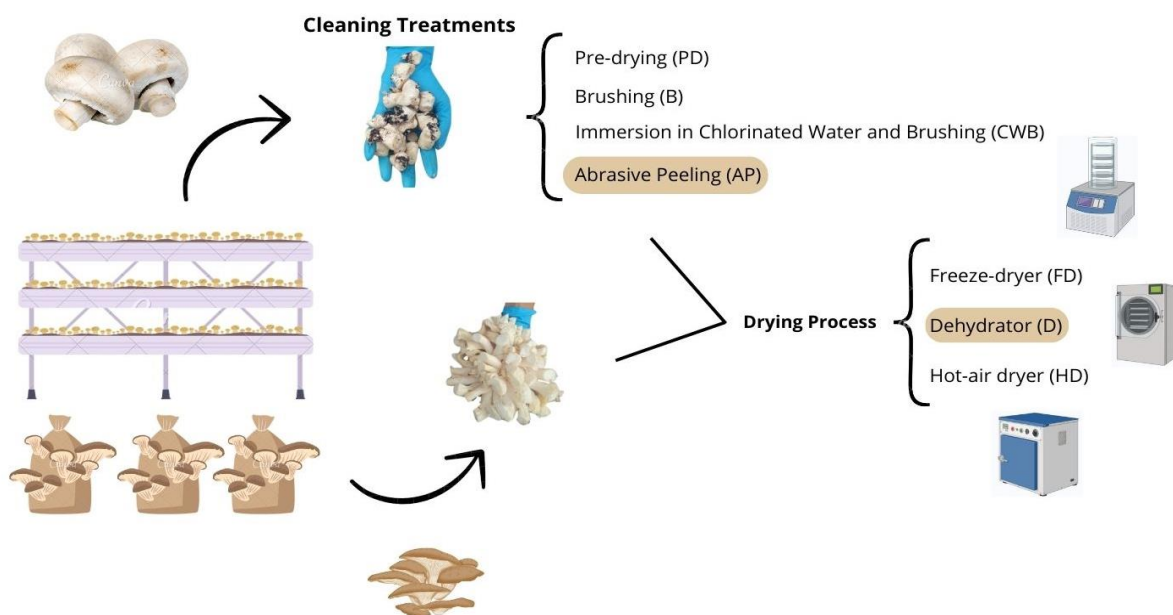 Cleaning Treatments
Pre-drying (PD)
Brushing (B)
Immersion in Chlorinated Water and Brushing (CWB)
Abrasive Peeling (AP)
Drying Process
Freeze-dryer (FD)
Dehydrator (D)
Hot-air dryer (HD)